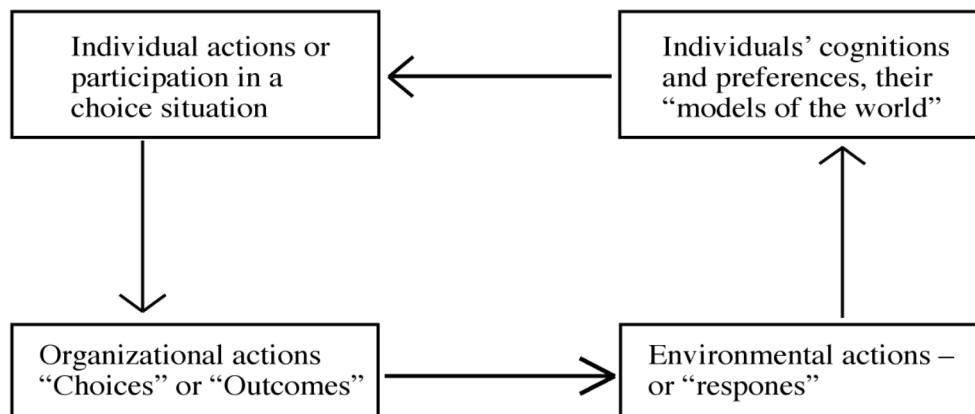 Individual actions or
participation in a
choice situation
Individuals’ cognitions
and preferences, their
“models of the world”
Organizational actions
“Choices” or “Outcomes”
Environmental actions –
or “respones”